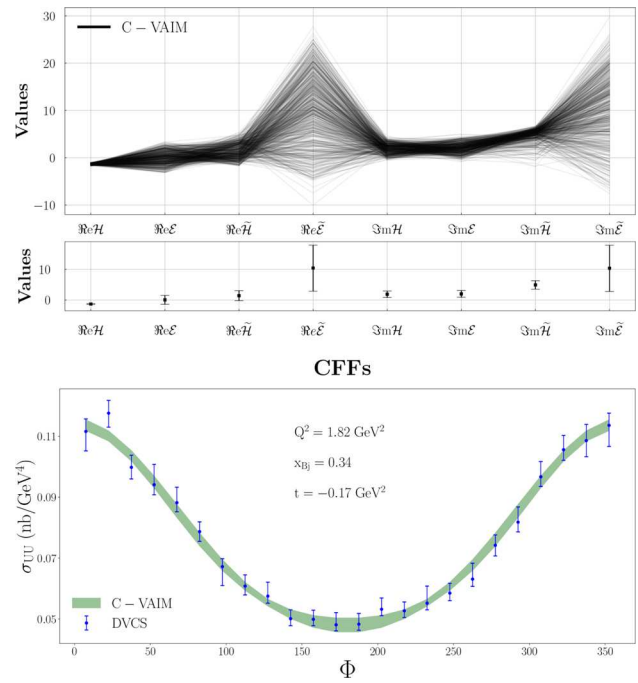 30
C − VAIM
20
10
0
−10
Values
ℜeℋ ℜeℰ ℜeℋ̃ ℜeℰ̃ ℑmℋ ℑmℰ ℑmℋ̃ ℑmℰ̃
10
0
Values
ℜeℋ ℜeℰ ℜeℋ̃ ℜeℰ̃ ℑmℋ ℑmℰ ℑmℋ̃ ℑmℰ̃
CFFs
Q² = 1.82 GeV²
x_Bj = 0.34
t = −0.17 GeV²
0.11
0.09
0.07
0.05
σ_UU (nb/GeV⁴)
C − VAIM
DVCS
0 50 100 150 200 250 300 350
Φ